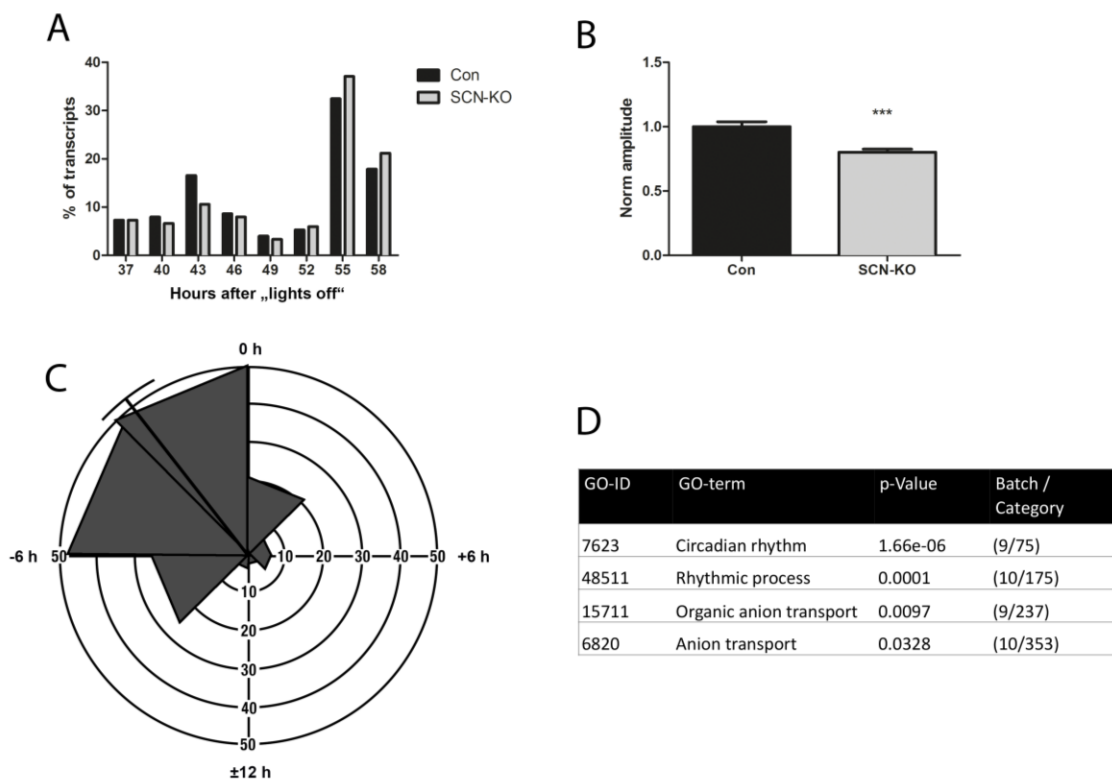 A
% of transcripts
40
30
20
10
0
37 40 43 46 49 52 55 58
Hours after „lights off“
Con
SCN-KO
B
Norm amplitude
1.5
1.0
0.5
0.0
***
Con SCN-KO
C
0 h
-6 h 50 10 20 30 40 50 +6 h
10
20
30
40
50
±12 h
D
GO-ID GO-term p-Value Batch /
Category
7623 Circadian rhythm 1.66e-06 (9/75)
48511 Rhythmic process 0.0001 (10/175)
15711 Organic anion transport 0.0097 (9/237)
6820 Anion transport 0.0328 (10/353)